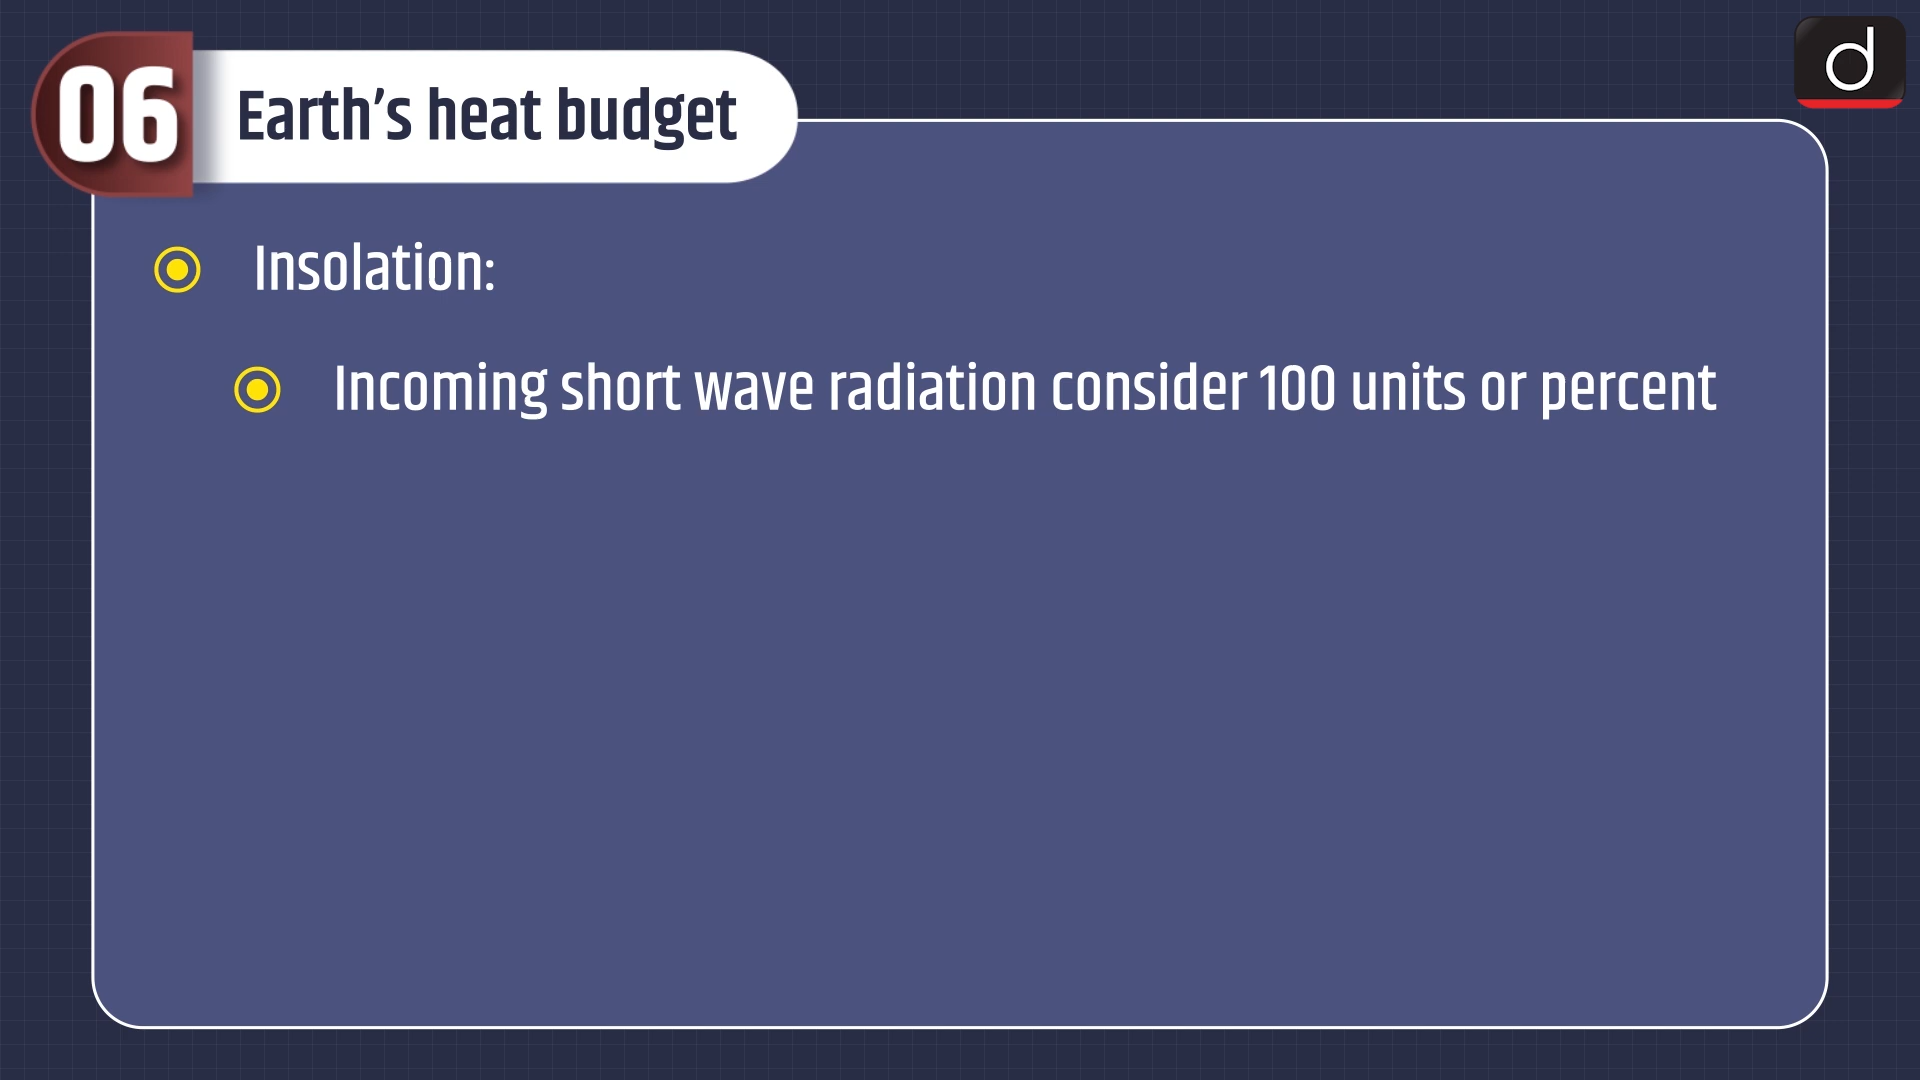 06
Earth’s heat budget
Insolation:
Incoming short wave radiation consider 100 units or percent